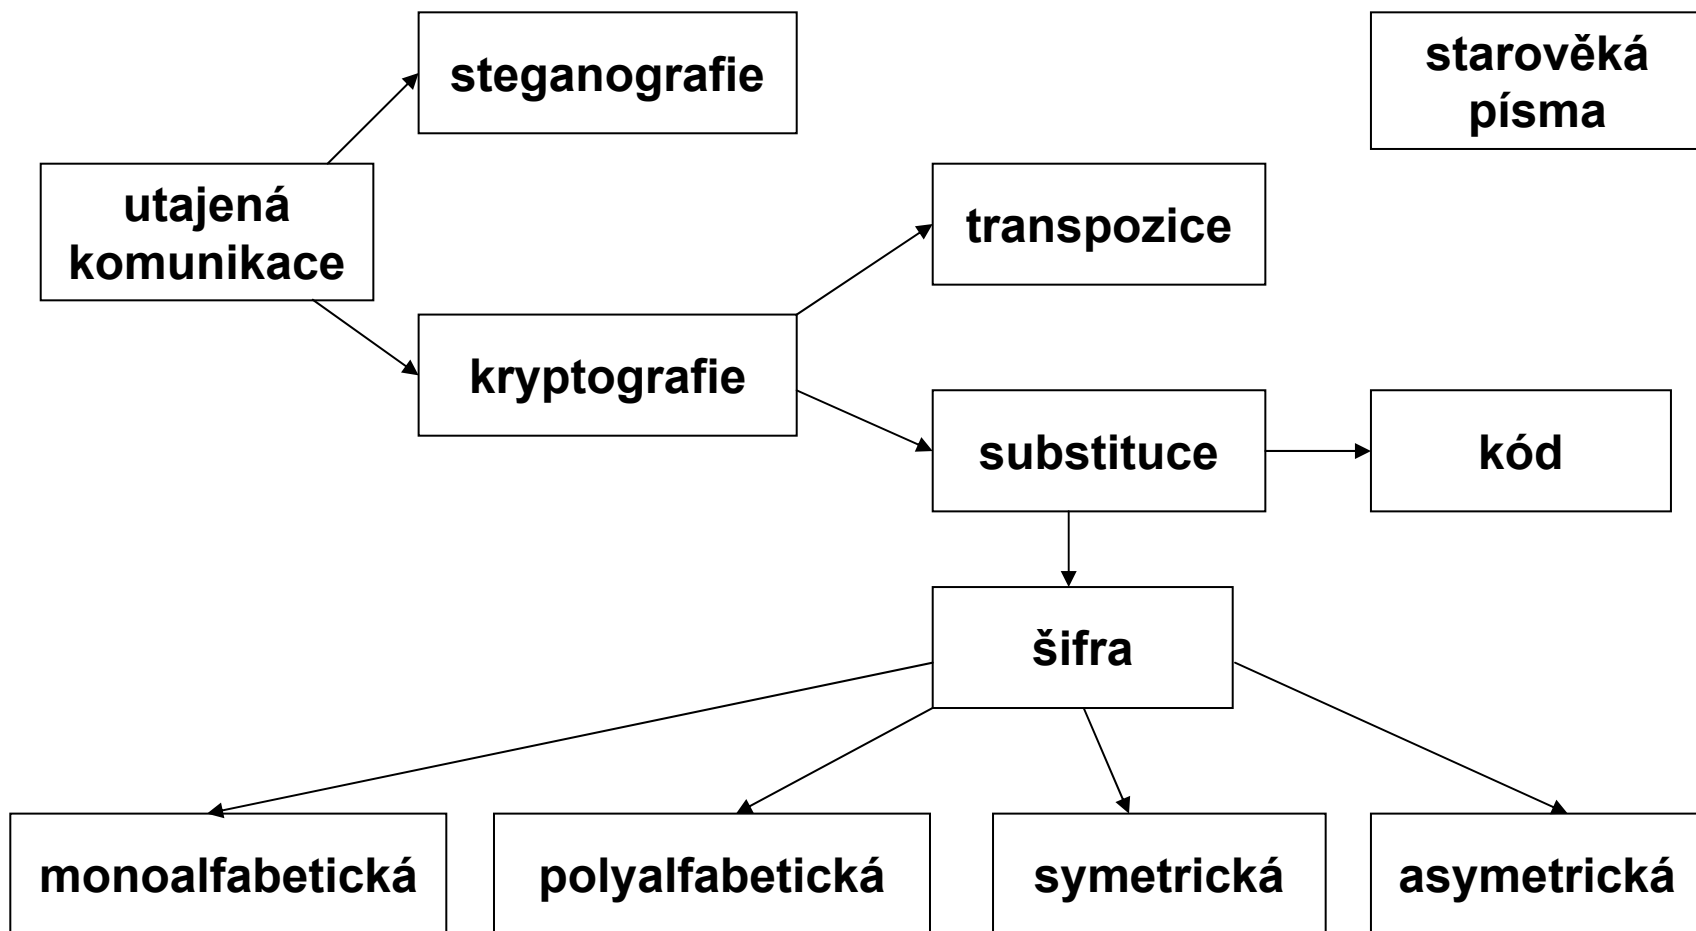 steganografie
starověká
písma
utajená
komunikace
transpozice
kryptografie
substituce
kód
šifra
monoalfabetická
polyalfabetická
symetrická
asymetrická